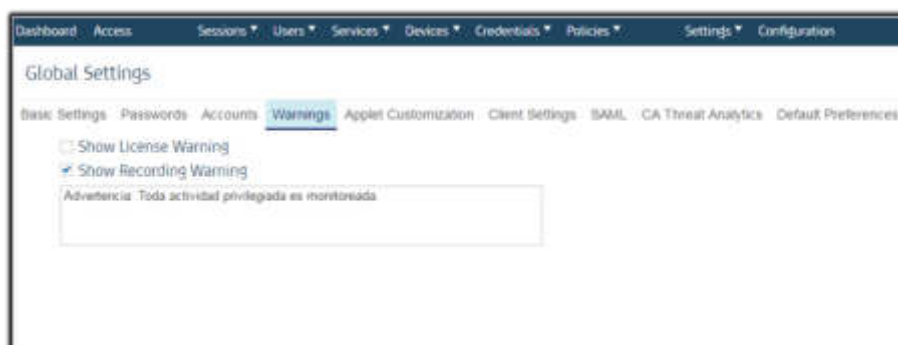 Dashboard Access Sessions Users Services Devices Credentials Policies Settings Configuration
Global Settings
Basic Settings Passwords Accounts Warnings Applet Customization Client Settings SAML CA Threat Analytics Default Preferences
Show License Warning
Show Recording Warning
Advertencia: Toda actividad privilegiada es monitoreada